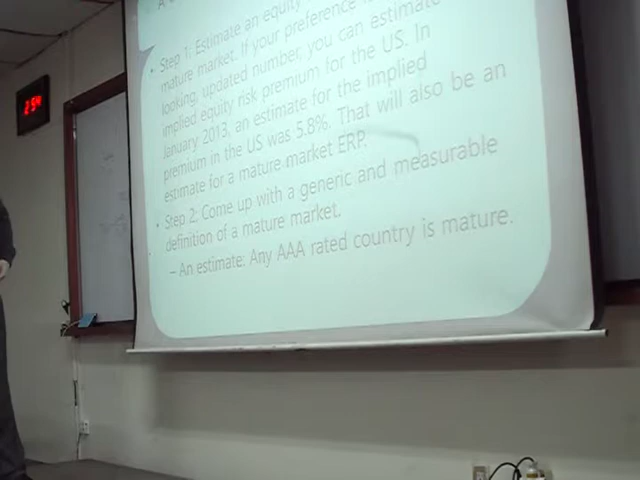 2:54
A
• Step 1: Estimate an equity
mature market. If your preference is
looking, updated number, you can estimate
implied equity risk premium for the US. In
January 2013, an estimate for the implied
premium in the US was 5.8%. That will also be an
estimate for a mature market ERP.
• Step 2: Come up with a generic and measurable
definition of a mature market.
– An estimate: Any AAA rated country is mature.